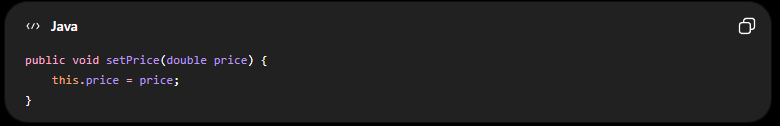 Java
public void setPrice(double price) {
    this.price = price;
}